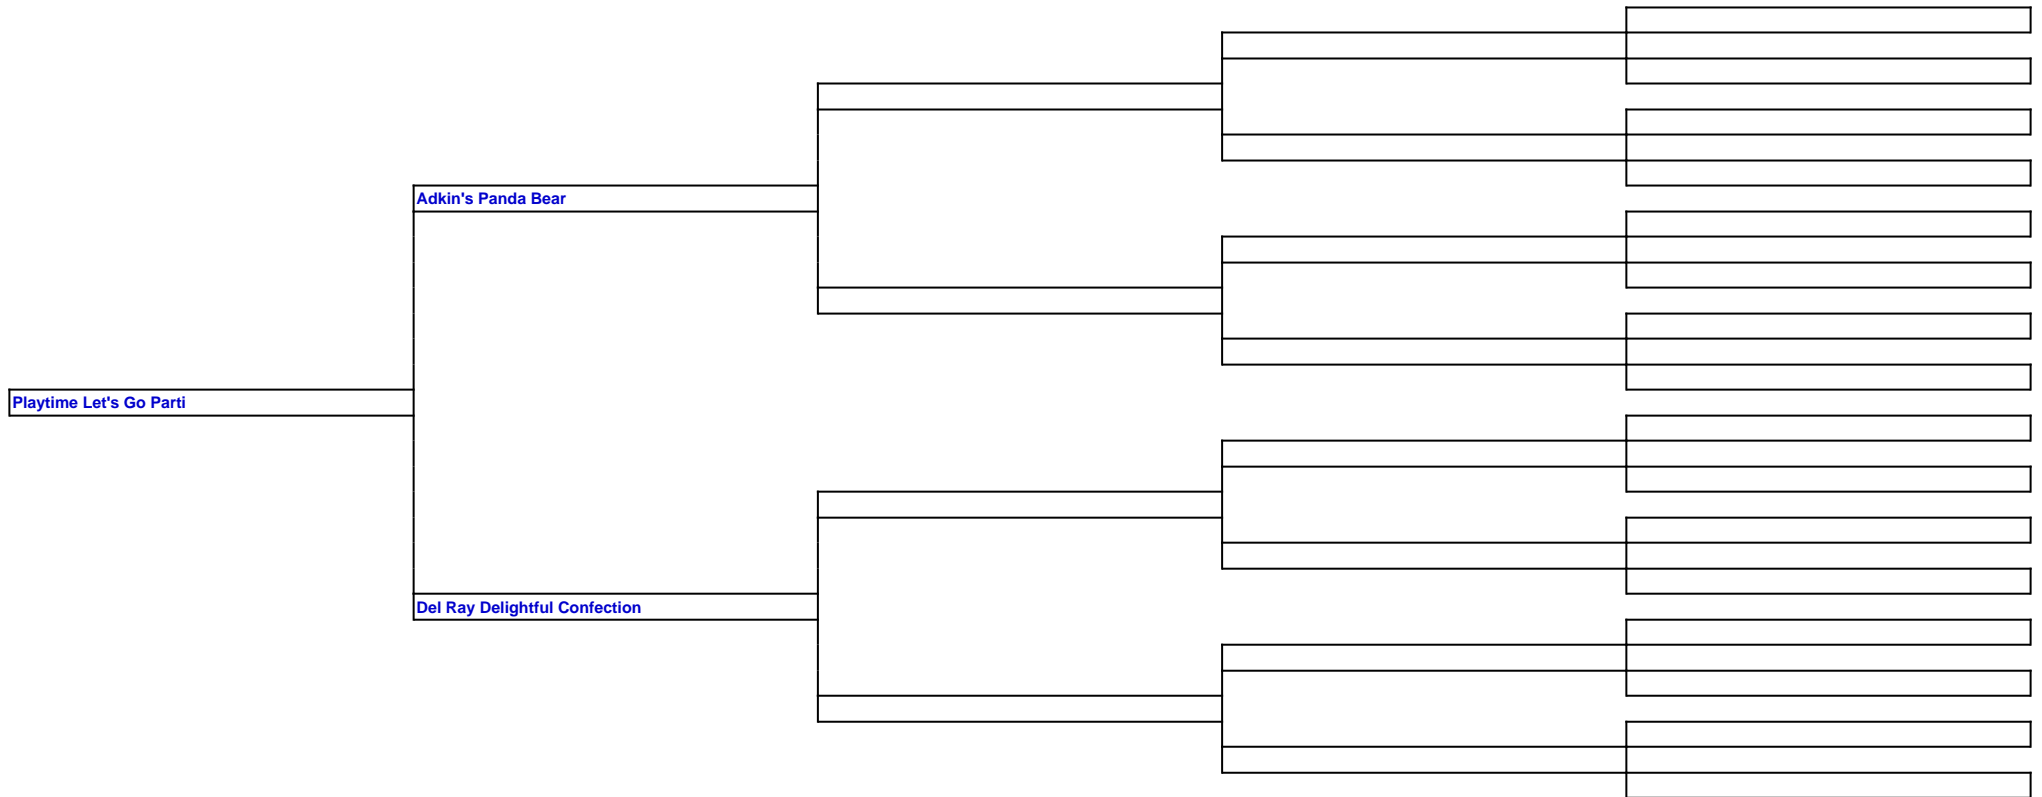 Adkin's Panda Bear
Playtime Let's Go Parti
Del Ray Delightful Confection